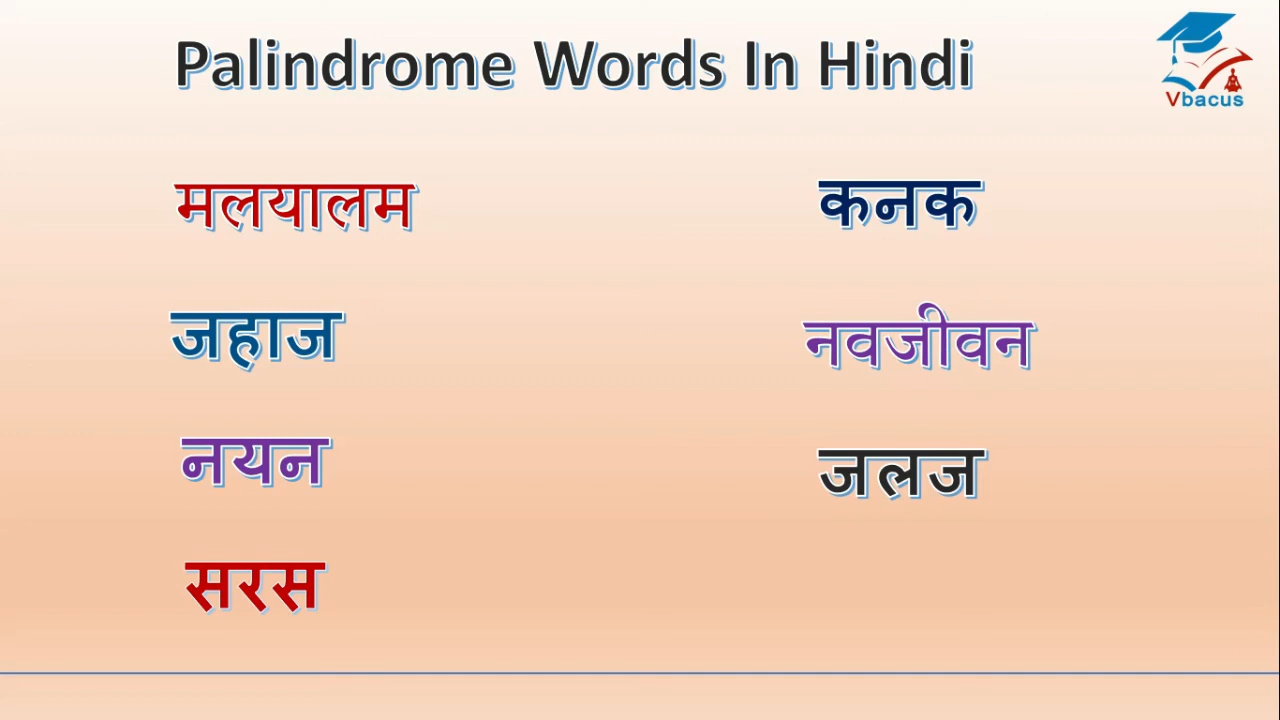 Palindrome Words In Hindi
Vbacus
मलयालम
कनक
जहाज
नवजीवन
नयन
जलज
सरस